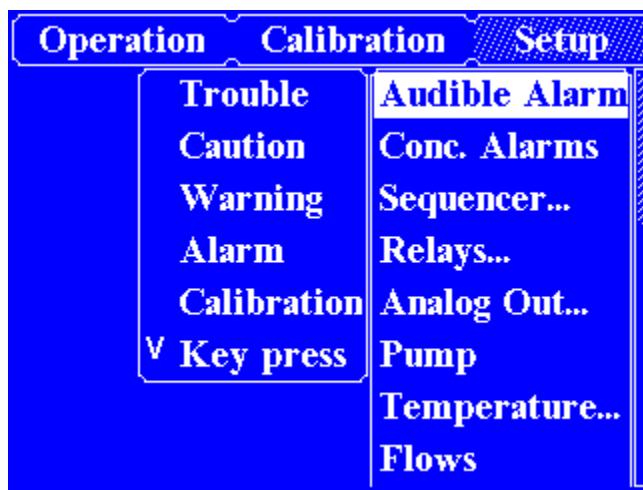 Operation Calibration Setup
Trouble
Caution
Warning
Alarm
Calibration
V Key press
Audible Alarm
Conc. Alarms
Sequencer...
Relays...
Analog Out...
Pump
Temperature...
Flows